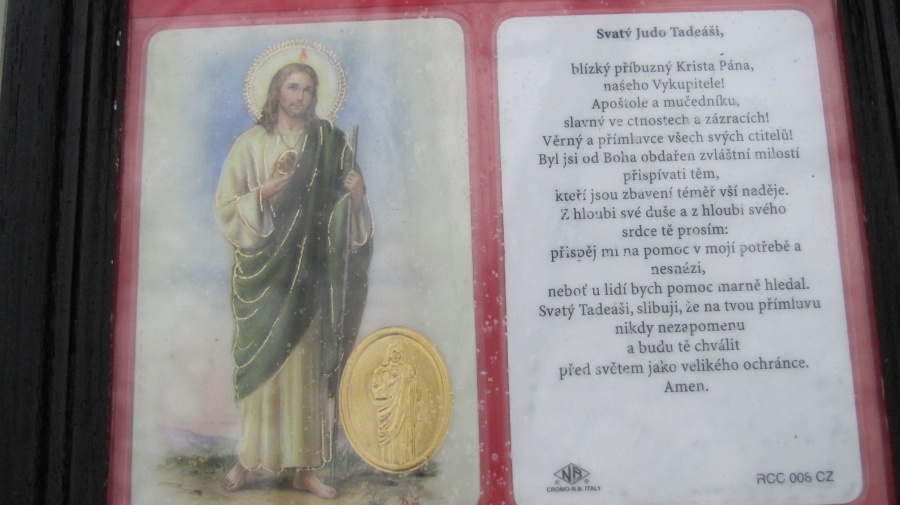 Svatý Judo Tadeáši,
blízký příbuzný Krista Pána,
našeho Vykupitele!
Apoštole a mučedníku,
slavný ve ctnostech a zázracích!
Věrný a přímluvce všech svých ctitelů!
Byl jsi od Boha obdařen zvláštní milostí
přispívati těm,
kteří jsou zbavení téměř vší naděje.
Z hloubi své duše a z hloubi svého
srdce tě prosím:
přispěj mi na pomoc v mojí potřebě a
nesnázi,
neboť u lidí bych pomoc marně hledal.
Svatý Tadeáši, slibuji, že na tvou přímluvu
nikdy nezapomenu
a budu tě chválit
před světem jako velikého ochránce.
Amen.
NB
CROMO-N.B. ITALY
RCC 006 CZ